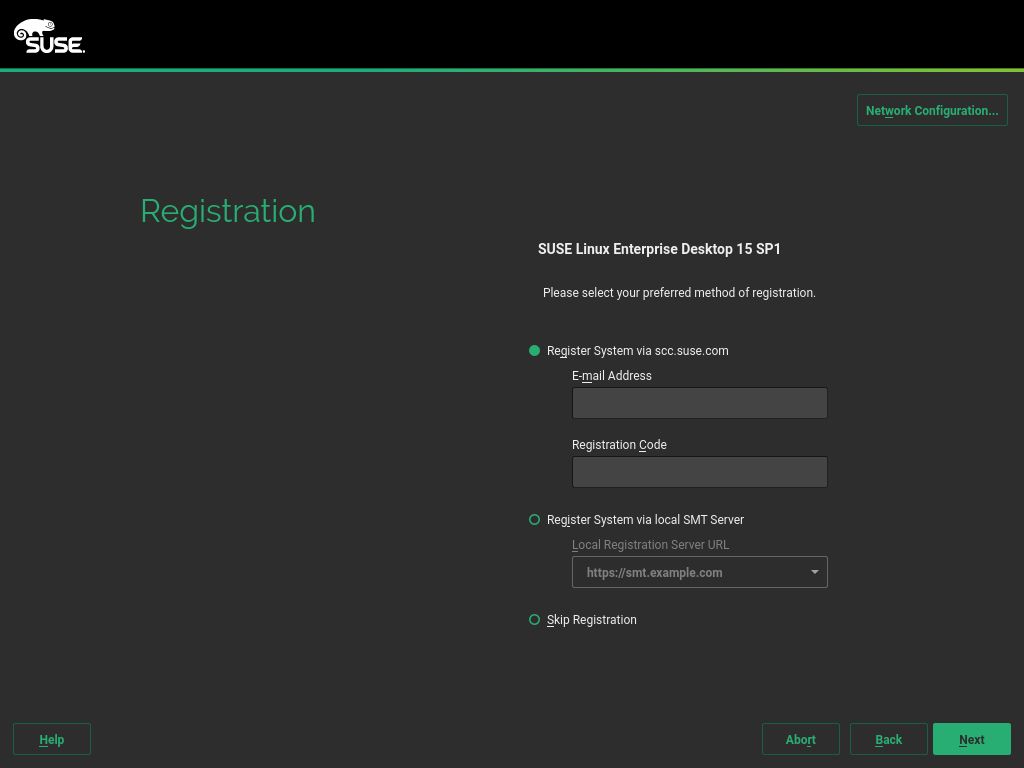 SUSE.
Network Configuration...
Registration
SUSE Linux Enterprise Desktop 15 SP1
Please select your preferred method of registration.
Register System via scc.suse.com
E-mail Address
Registration Code
Register System via local SMT Server
Local Registration Server URL
https://smt.example.com
Skip Registration
Help
Abort
Back
Next